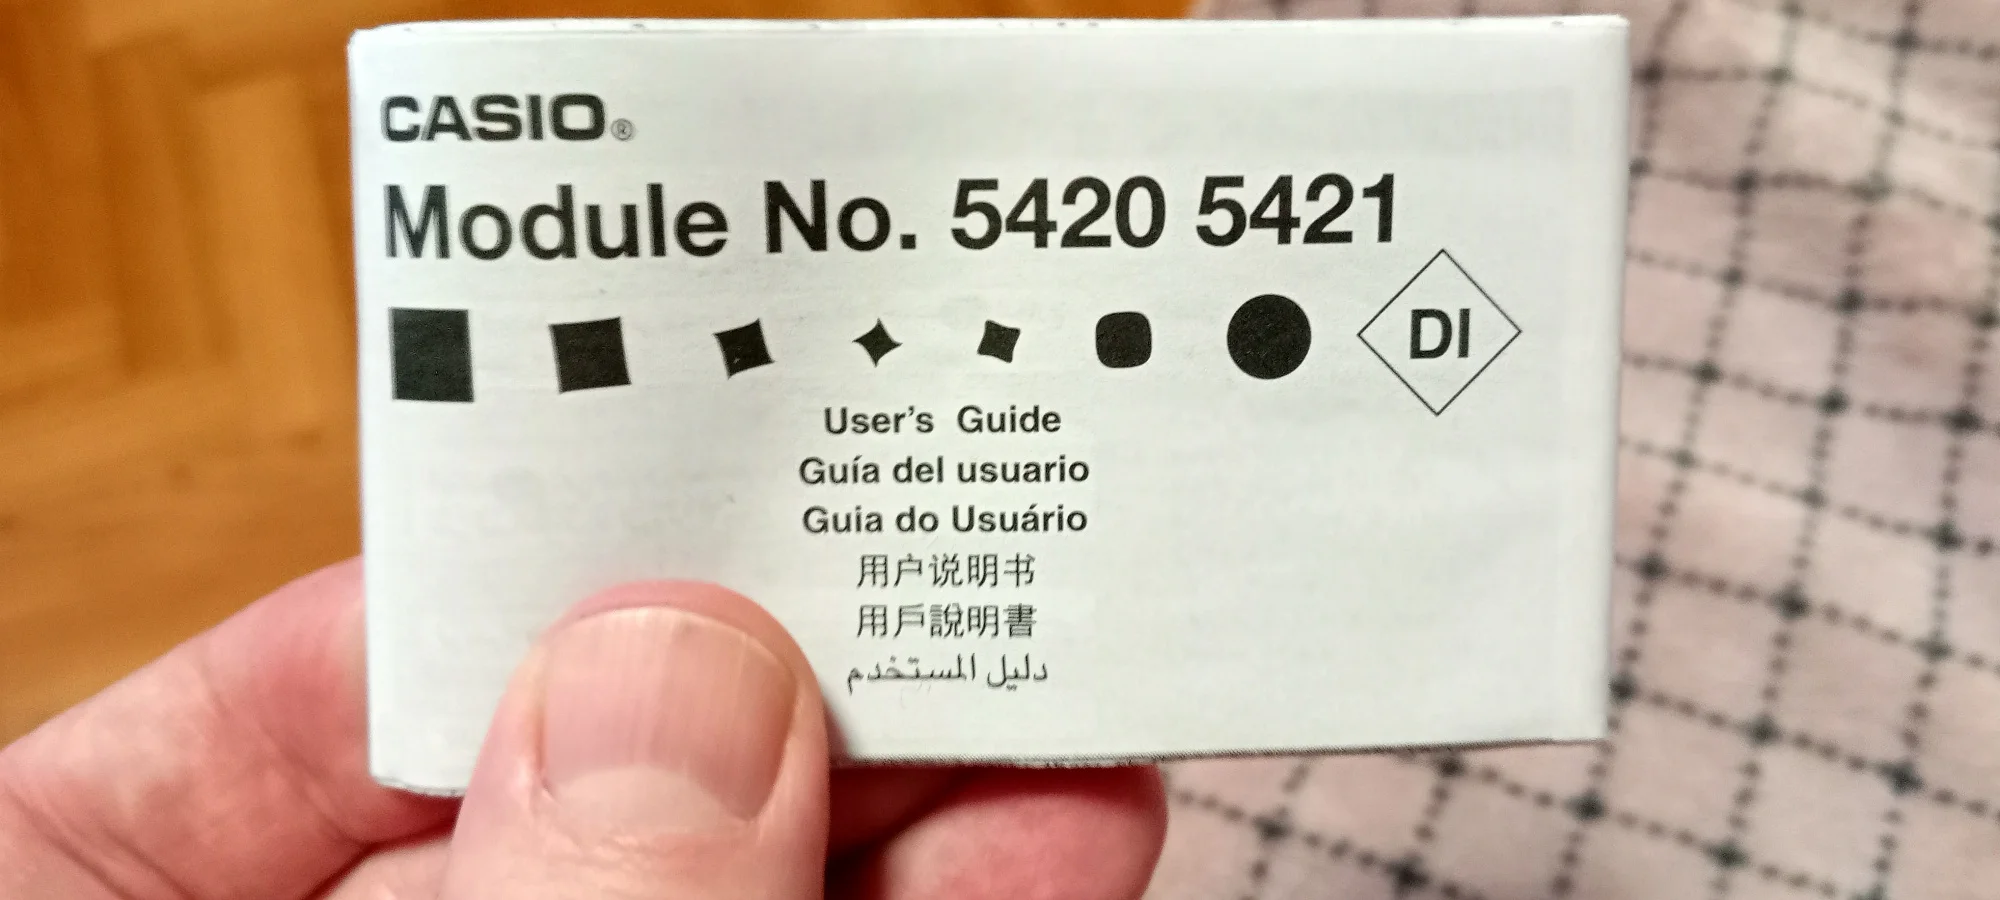 CASIO®
Module No. 5420 5421
DI
User's Guide
Guía del usuario
Guia do Usuário
用户说明书
用戶說明書
دليل المستخدم